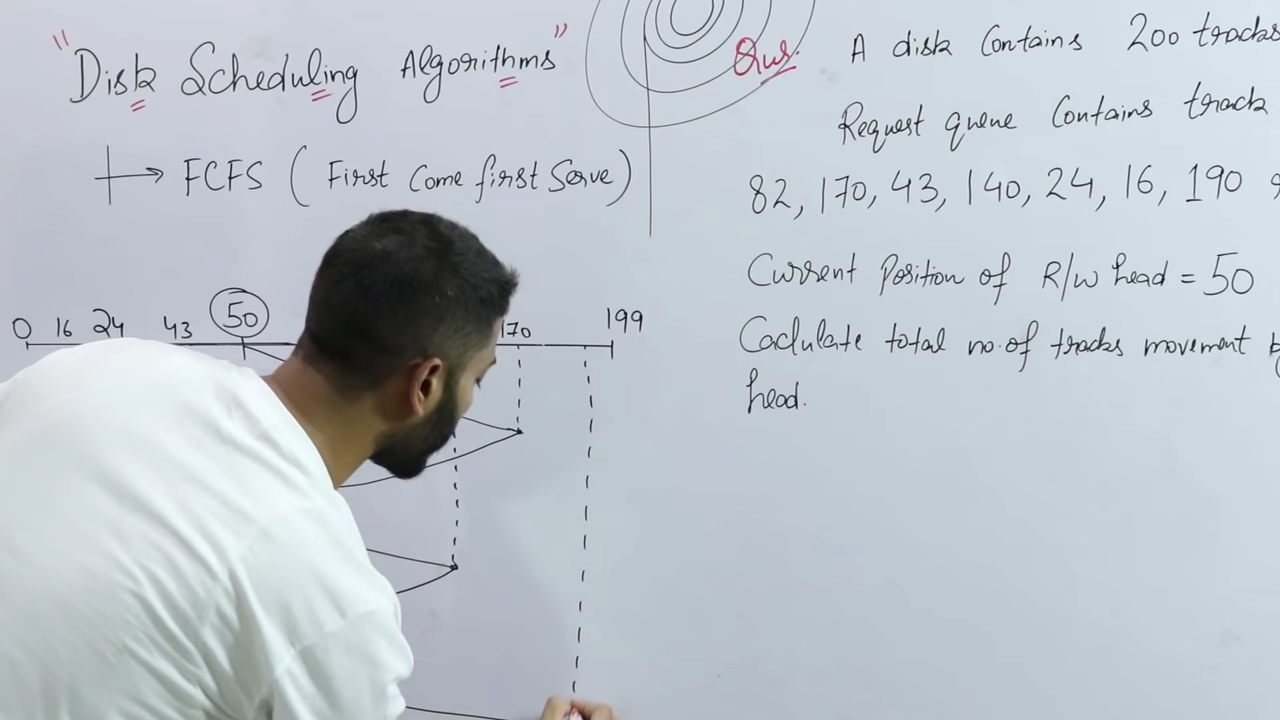 "Disk Scheduling Algorithms"
FCFS (First Come first Serve)
0 16 24 43 50 170 199
Ques. A disk Contains 200 tracks
Request queue Contains track
82, 170, 43, 140, 24, 16, 190
Current Position of R/w head = 50
Cadulate total no. of tracks movement
head.